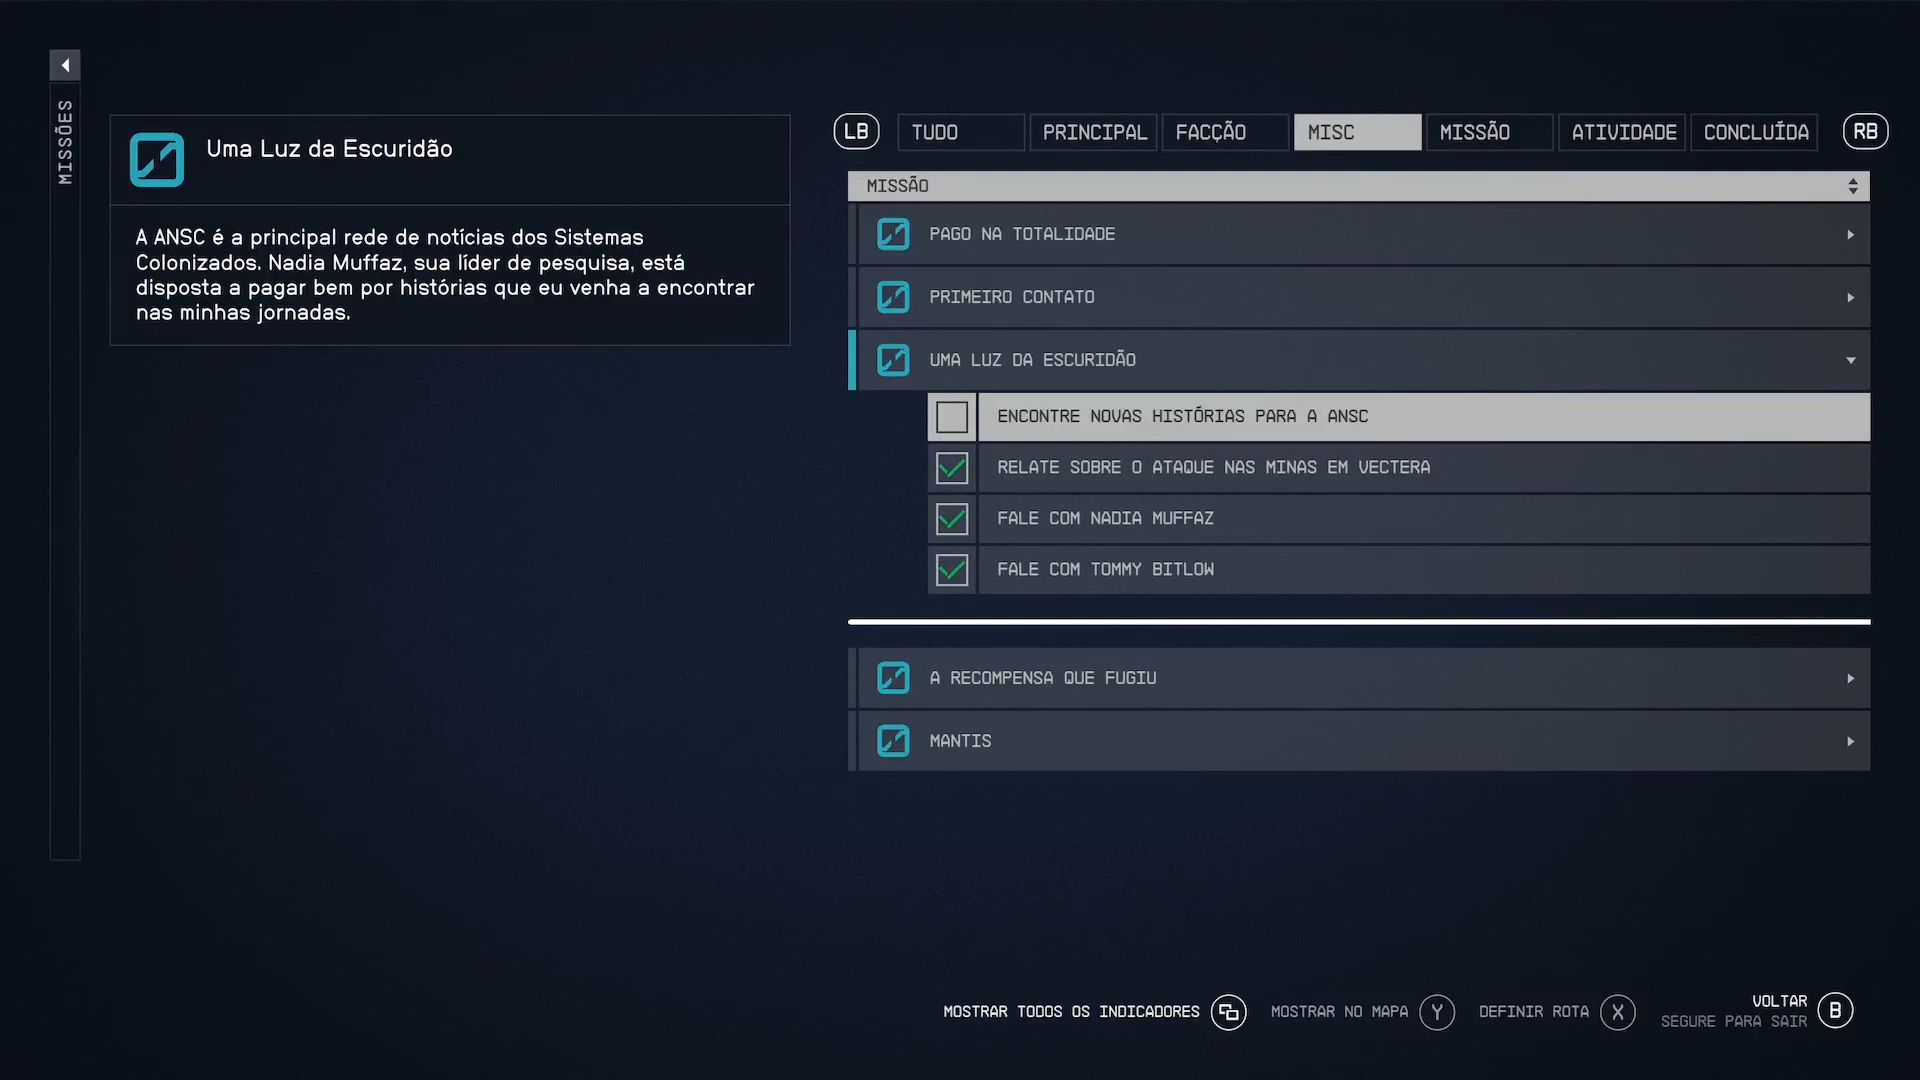 MISSÕES
Uma Luz da Escuridão
A ANSC é a principal rede de notícias dos Sistemas
Colonizados. Nadia Muffaz, sua líder de pesquisa, está
disposta a pagar bem por histórias que eu venha a encontrar
nas minhas jornadas.
LB TUDO PRINCIPAL FACÇÃO MISC MISSÃO ATIVIDADE CONCLUÍDA RB
MISSÃO
PAGO NA TOTALIDADE
PRIMEIRO CONTATO
UMA LUZ DA ESCURIDÃO
ENCONTRE NOVAS HISTÓRIAS PARA A ANSC
RELATE SOBRE O ATAQUE NAS MINAS EM VECTERA
FALE COM NADIA MUFFAZ
FALE COM TOMMY BITLOW
A RECOMPENSA QUE FUGIU
MANTIS
MOSTRAR TODOS OS INDICADORES MOSTRAR NO MAPA Y DEFINIR ROTA X VOLTAR B
SEGURE PARA SAIR